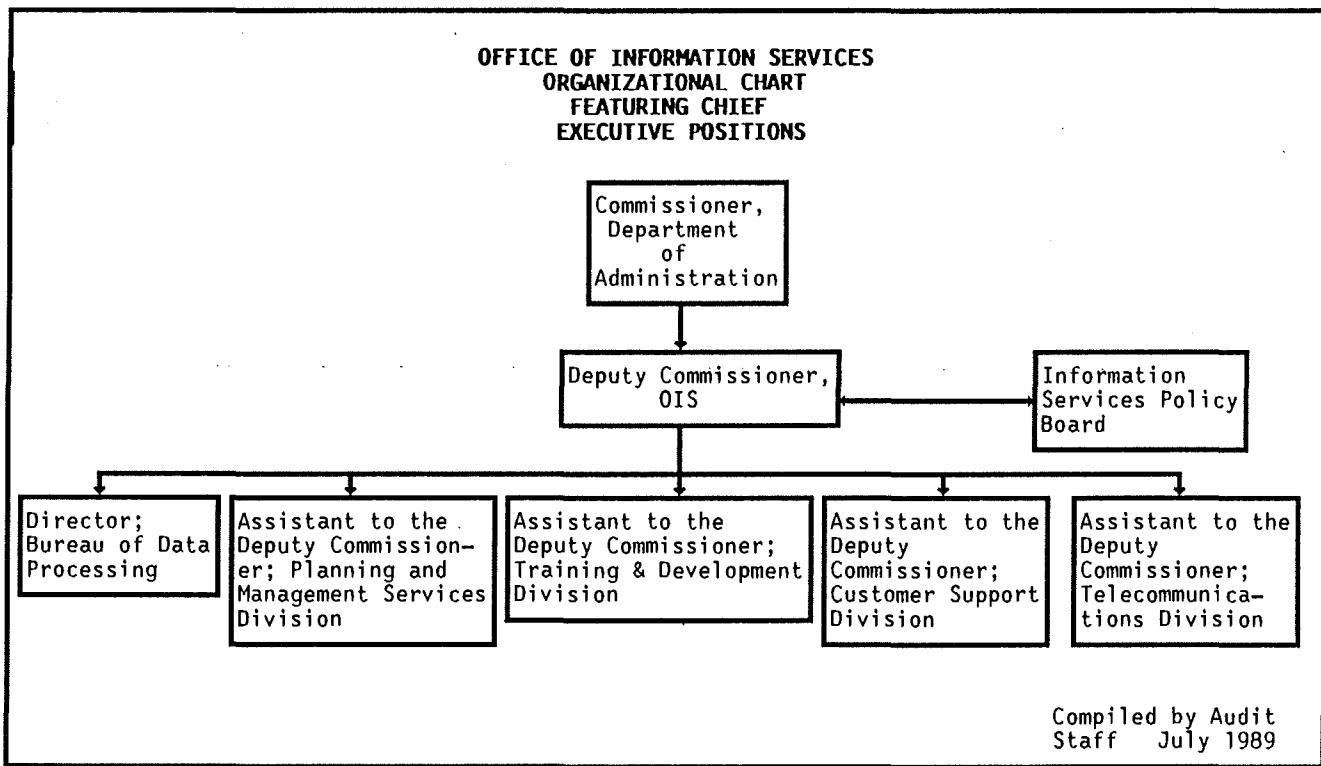 OFFICE OF INFORMATION SERVICES
ORGANIZATIONAL CHART
FEATURING CHIEF
EXECUTIVE POSITIONS
Commissioner,
Department
of
Administration
Deputy Commissioner,
OIS
Information
Services Policy
Board
Director;
Bureau of Data
Processing
Assistant to the
Deputy Commission-
er; Planning and
Management Services
Division
Assistant to the
Deputy Commissioner;
Training & Development
Division
Assistant to the
Deputy
Commissioner;
Customer Support
Division
Assistant to the
Deputy
Commissioner;
Telecommunica-
tions Division
Compiled by Audit
Staff July 1989